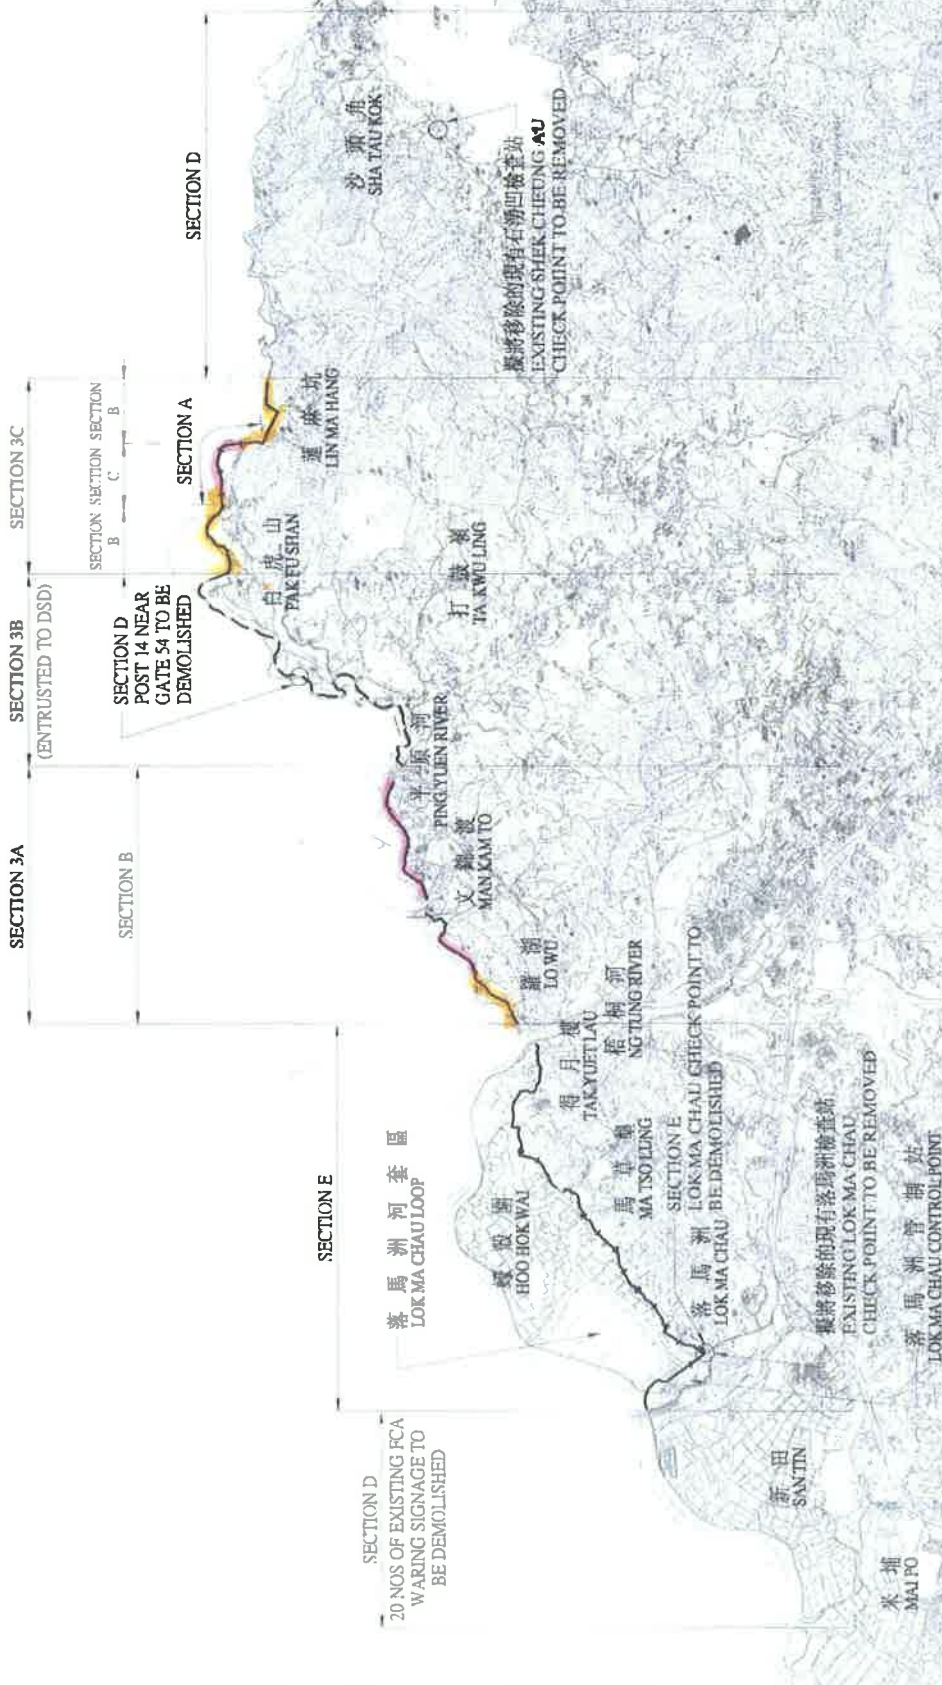 SECTION 3A
SECTION 3B
(ENTRUSTED TO DSD)
SECTION 3C
SECTION B
SECTION D
POST 14 NEAR
GATE 54 TO BE
DEMOLISHED
SECTION SECTION SECTION
B C B
SECTION A
SECTION D
SECTION E
SECTION D
20 NOS OF EXISTING FCA
WARING SIGNAGE TO
BE DEMOLISHED
落馬洲河套區
LOK MA CHAU LOOP
蠔殼圍
HOO HOK WAI
得月樓
TAK YUET LAU
羅湖
LO WU
文錦渡
MAN KAM TO
平原河
PING YUEN RIVER
白虎山
PAK FU SHAN
蓮麻坑
LIN MA HANG
沙頭角
SHA TAU KOK
打鼓嶺
TA KWU LING
梧桐河
NG TUNG RIVER
馬草壟
MA TSO LUNG
SECTION E
LOK MA CHAU CHECK POINT TO
BE DEMOLISHED
落馬洲
LOK MA CHAU
擬將移除的現有石涌凹檢查站
EXISTING SHEK CHEUNG AU
CHECK POINT TO BE REMOVED
擬將移除的現有落馬洲檢查站
EXISTING LOK MA CHAU
CHECK POINT TO BE REMOVED
落馬洲管制站
LOK MA CHAU CONTROL POINT
新田
SAN TIN
米埔
MAI PO